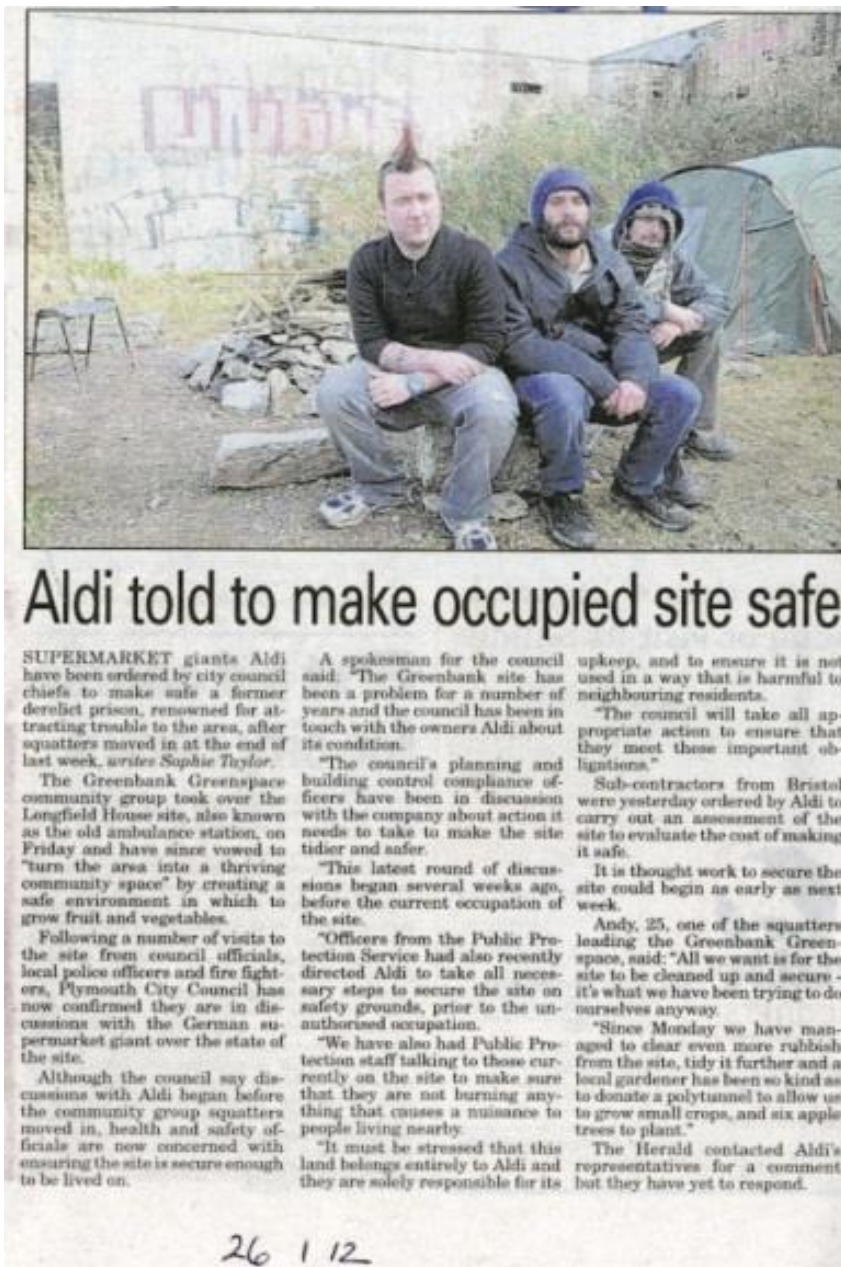 Aldi told to make occupied site safe
SUPERMARKET giants Aldi
have been ordered by city council
chiefs to make safe a former
derelict prison, renowned for at-
tracting trouble to the area, after
squatters moved in at the end of
last week, writes Sophie Taylor.
The Greenbank Greenspace
community group took over the
Longfield House site, also known
as the old ambulance station, on
Friday and have since vowed to
"turn the area into a thriving
community space" by creating a
safe environment in which to
grow fruit and vegetables.
Following a number of visits to
the site from council officials,
local police officers and fire fight-
ers, Plymouth City Council has
now confirmed they are in dis-
cussions with the German su-
permarket giant over the state of
the site.
Although the council say dis-
cussions with Aldi began before
the community group squatters
moved in, health and safety of-
ficials are now concerned with
ensuring the site is secure enough
to be lived on.
A spokesman for the council
said: "The Greenbank site has
been a problem for a number of
years and the council has been in
touch with the owners Aldi about
its condition.
"The council's planning and
building control compliance of-
ficers have been in discussion
with the company about action it
needs to take to make the site
tidier and safer.
"This latest round of discus-
sions began several weeks ago,
before the current occupation of
the site.
"Officers from the Public Pro-
tection Service had also recently
directed Aldi to take all neces-
sary steps to secure the site on
safety grounds, prior to the un-
authorised occupation.
"We have also had Public Pro-
tection staff talking to those cur-
rently on the site to make sure
that they are not burning any-
thing that causes a nuisance to
people living nearby.
"It must be stressed that this
land belongs entirely to Aldi and
they are solely responsible for its
upkeep, and to ensure it is not
used in a way that is harmful to
neighbouring residents.
"The council will take all ap-
propriate action to ensure that
they meet these important ob-
ligations."
Sub-contractors from Bristol
were yesterday ordered by Aldi to
carry out an assessment of the
site to evaluate the cost of making
it safe.
It is thought work to secure the
site could begin as early as next
week.
Andy, 25, one of the squatters
leading the Greenbank Green-
space, said: "All we want is for the
site to be cleaned up and secure -
it's what we have been trying to do
ourselves anyway.
"Since Monday we have man-
aged to clear even more rubbish
from the site, tidy it further and a
local gardener has been so kind as
to donate a polytunnel to allow us
to grow small crops, and six apple
trees to plant."
The Herald contacted Aldi's
representatives for a comment
but they have yet to respond.
26 1 12